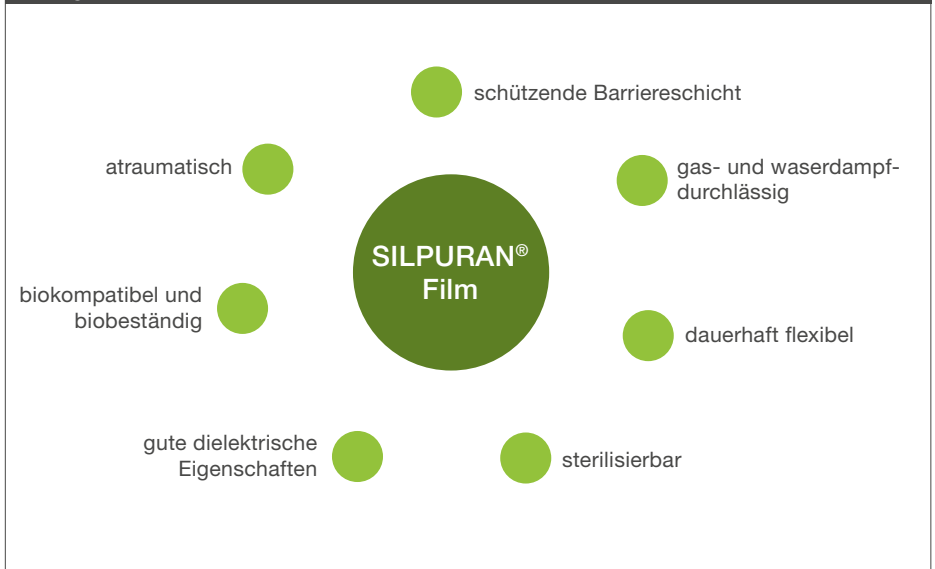 schützende Barriereschicht
atraumatisch
gas- und waserdampf-
durchlässig
SILPURAN®
Film
biokompatibel und
biobeständig
dauerhaft flexibel
gute dielektrische
Eigenschaften
sterilisierbar